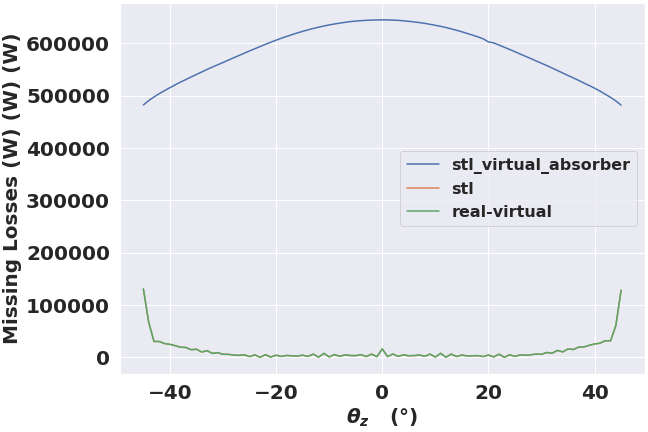 Missing Losses (W) (W) (W)
600000
500000
400000
300000
200000
100000
0
stl_virtual_absorber
stl
real-virtual
−40 −20 0 20 40
θz (°)